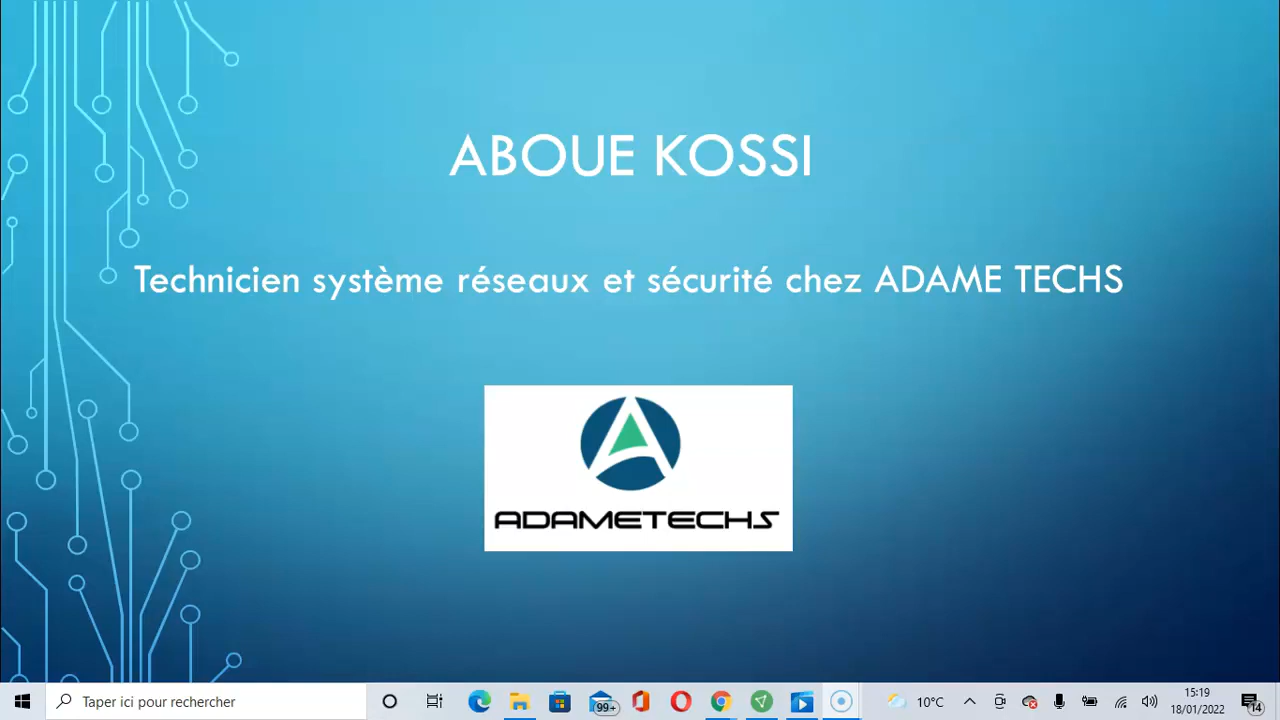 ABOUE KOSSI
Technicien système réseaux et sécurité chez ADAME TECHS
ADAMETECHS
Taper ici pour rechercher
99+
10°C
15:19
18/01/2022
14